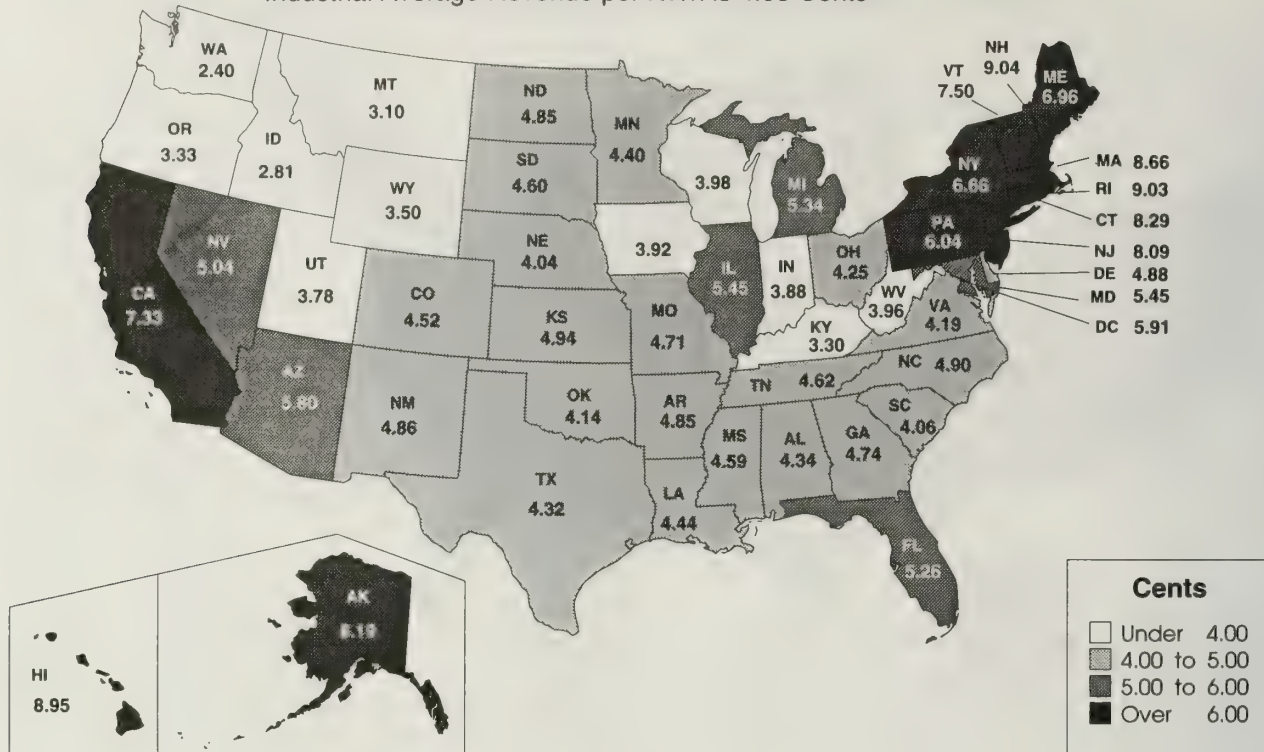 Industrial Average Revenue per kWh is Cents
WA
2.40
MT
3.10
ND
4.85
MN
4.40
VT
7.50
NH
9.04
ME
6.96
OR
3.33
ID
2.81
WY
3.50
SD
4.60
3.98
MI
5.34
NY
6.66
MA 8.66
RI 9.03
CT 8.29
NJ 8.09
DE 4.88
MD 5.45
DC 5.91
PA
6.04
NV
5.04
UT
3.78
NE
4.04
3.92
IL
5.45
IN
3.88
OH
4.25
WV
3.96
VA
4.19
CA
7.33
CO
4.52
KS
4.94
MO
4.71
KY
3.30
AZ
NM
4.86
OK
4.14
AR
4.85
TN 4.62
NC 4.90
SC
4.06
MS
4.59
AL
4.34
GA
4.74
TX
4.32
LA
4.44
FL
5.26
AK
HI
8.95
Cents
Under 4.00
4.00 to 5.00
5.00 to 6.00
Over 6.00